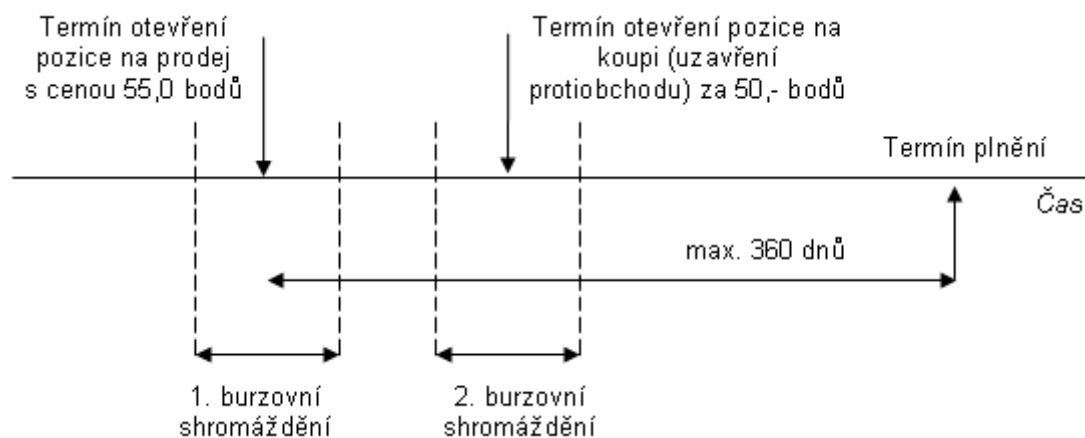 Termín otevření
pozice na prodej
s cenou 55,0 bodů
Termín otevření pozice na
koupi (uzavření
protiobchodu) za 50,- bodů
Termín plnění
Čas
max. 360 dnů
1. burzovní
shromáždění
2. burzovní
shromáždění